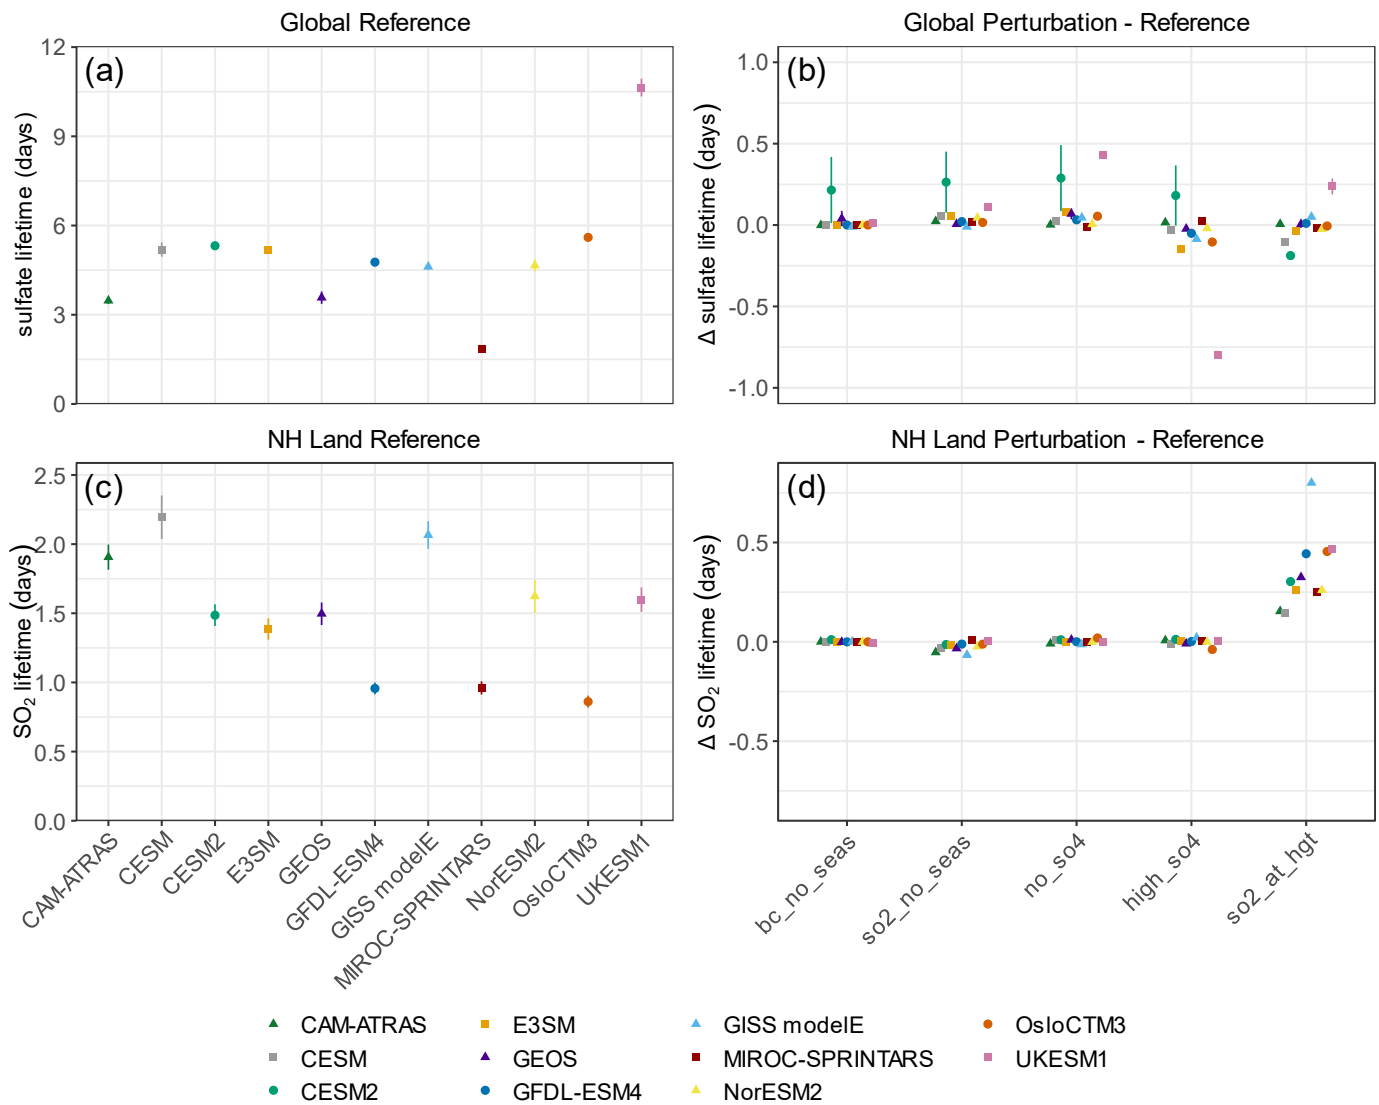 Global Reference
Global Perturbation - Reference
(a)
(b)
sulfate lifetime (days)
12
9
6
3
0
Δ sulfate lifetime (days)
1.0
0.5
0.0
-0.5
-1.0
NH Land Reference
NH Land Perturbation - Reference
(c)
(d)
SO₂ lifetime (days)
2.5
2.0
1.5
1.0
0.5
0.0
Δ SO₂ lifetime (days)
0.5
0.0
-0.5
CAM-ATRAS
CESM
CESM2
E3SM
GEOS
GFDL-ESM4
GISS modelE
MIROC-SPRINTARS
NorESM2
OsloCTM3
UKESM1
bc_no_seas
so2_no_seas
no_so4
high_so4
so2_at_hgt
CAM-ATRAS
E3SM
GISS modelE
OsloCTM3
CESM
GEOS
MIROC-SPRINTARS
UKESM1
CESM2
GFDL-ESM4
NorESM2